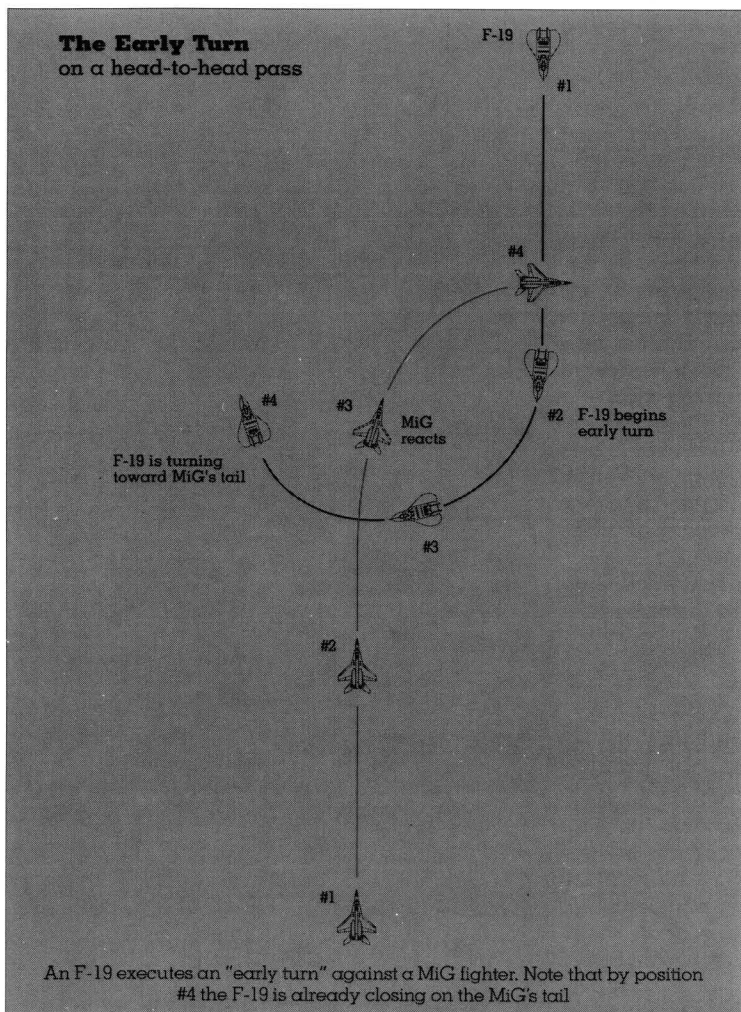 The Early Turn
on a head-to-head pass
F-19
#1
#4
#2 F-19 begins
early turn
#4
#3
MiG
reacts
F-19 is turning
toward MiG's tail
#3
#2
#1
An F-19 executes an "early turn" against a MiG fighter. Note that by position
#4 the F-19 is already closing on the MiG's tail